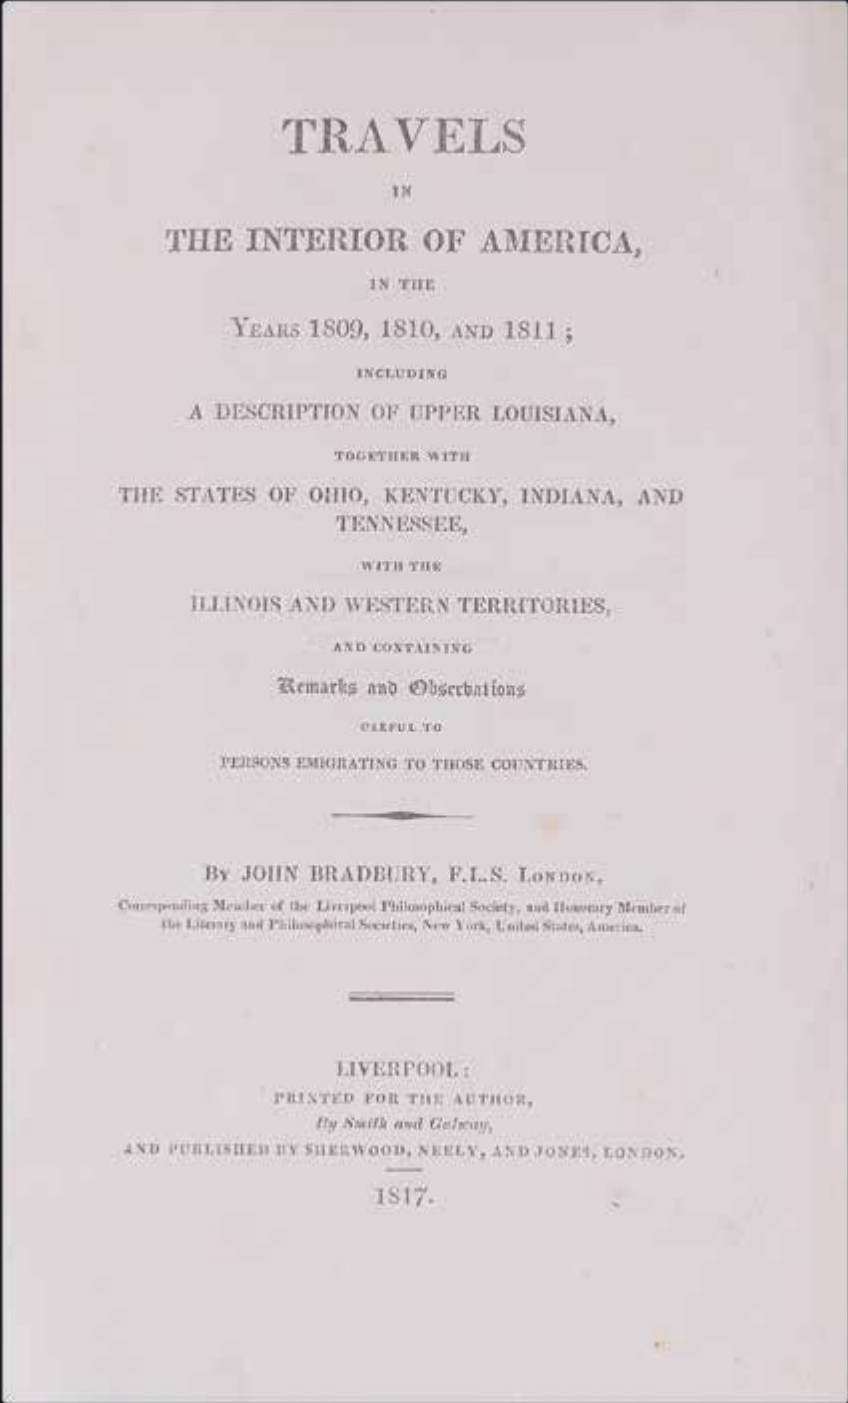 TRAVELS
IN
THE INTERIOR OF AMERICA,
IN THE
YEARS 1809, 1810, AND 1811 ;
INCLUDING
A DESCRIPTION OF UPPER LOUISIANA,
TOGETHER WITH
THE STATES OF OHIO, KENTUCKY, INDIANA, AND
TENNESSEE,
WITH THE
ILLINOIS AND WESTERN TERRITORIES,
AND CONTAINING
Remarks and Observations
USEFUL TO
PERSONS EMIGRATING TO THOSE COUNTRIES.
BY JOHN BRADBURY, F.L.S. LONDON,
Corresponding Member of the Liverpool Philosophical Society, and Honorary Member of
the Literary and Philosophical Societies, New York, United States, America.
LIVERPOOL:
PRINTED FOR THE AUTHOR,
By Smith and Galway,
AND PUBLISHED BY SHERWOOD, NEELY, AND JONES, LONDON.
1817.